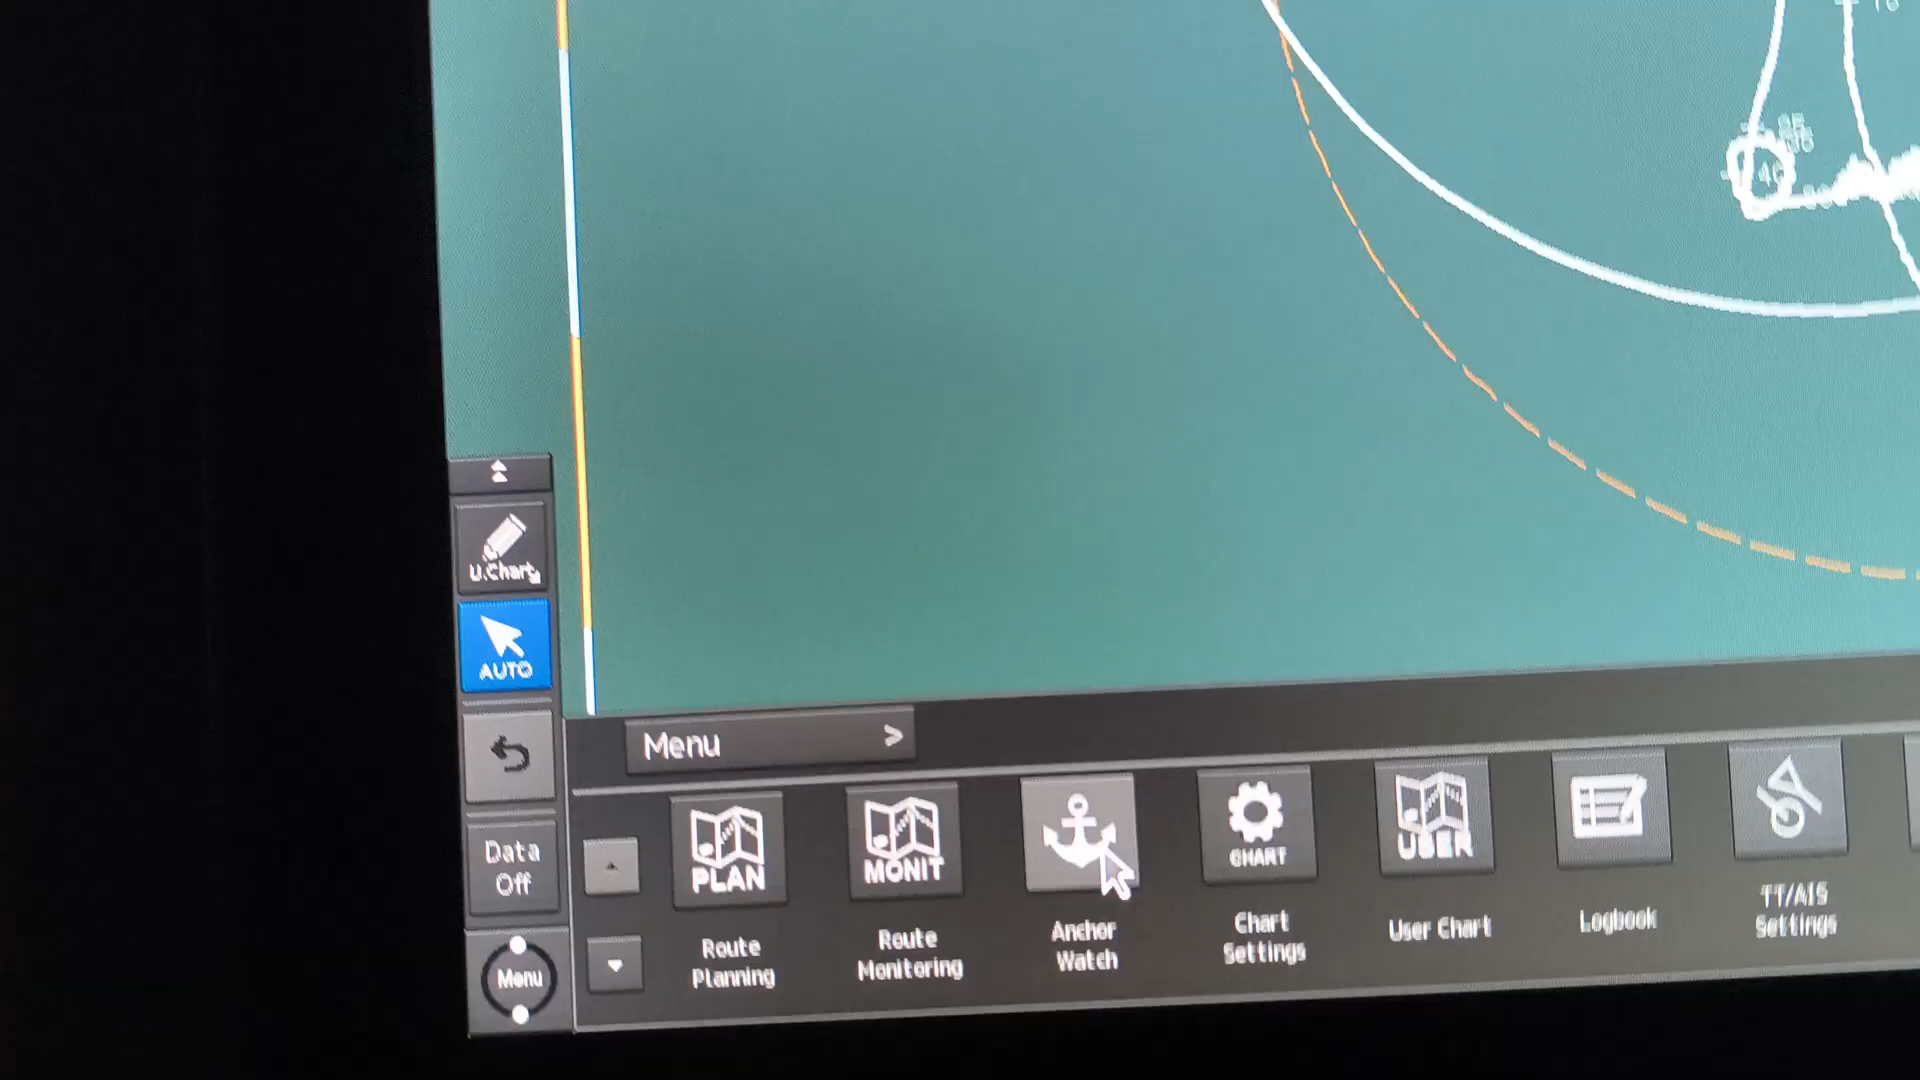 U.Chart
AUTO
Menu >
Data
Off
Menu
PLAN
Route
Planning
MONIT
Route
Monitoring
Anchor
Watch
CHART
Chart
Settings
USER
User Chart
Logbook
TT/AIS
Settings